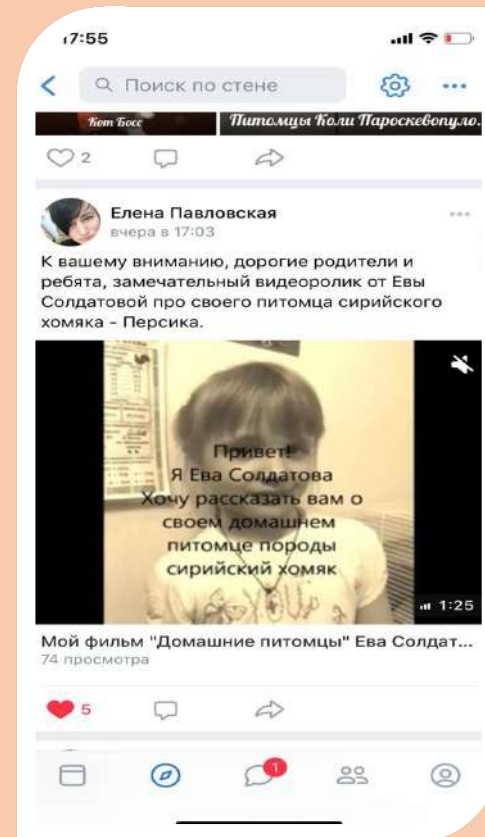 17:55
Поиск по стене
Кот Босс
Питомцы Коли Пароскевопуло.
2
Елена Павловская
вчера в 17:03
К вашему вниманию, дорогие родители и
ребята, замечательный видеоролик от Евы
Солдатовой про своего питомца сирийского
хомяка - Персика.
Привет!
Я Ева Солдатова
Хочу рассказать вам о
своем домашнем
питомце породы
сирийский хомяк
1:25
Мой фильм "Домашние питомцы" Ева Солдат...
74 просмотра
5
1